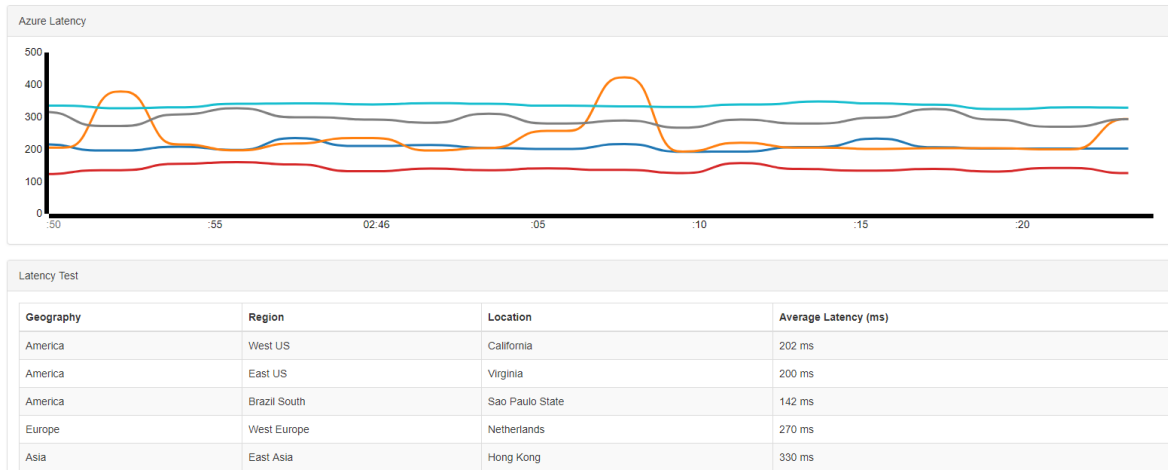 Azure Latency
500
400
300
200
100
0
:50 :55 02:46 :05 :10 :15 :20
Latency Test
Geography Region Location Average Latency (ms)
America West US California 202 ms
America East US Virginia 200 ms
America Brazil South Sao Paulo State 142 ms
Europe West Europe Netherlands 270 ms
Asia East Asia Hong Kong 330 ms